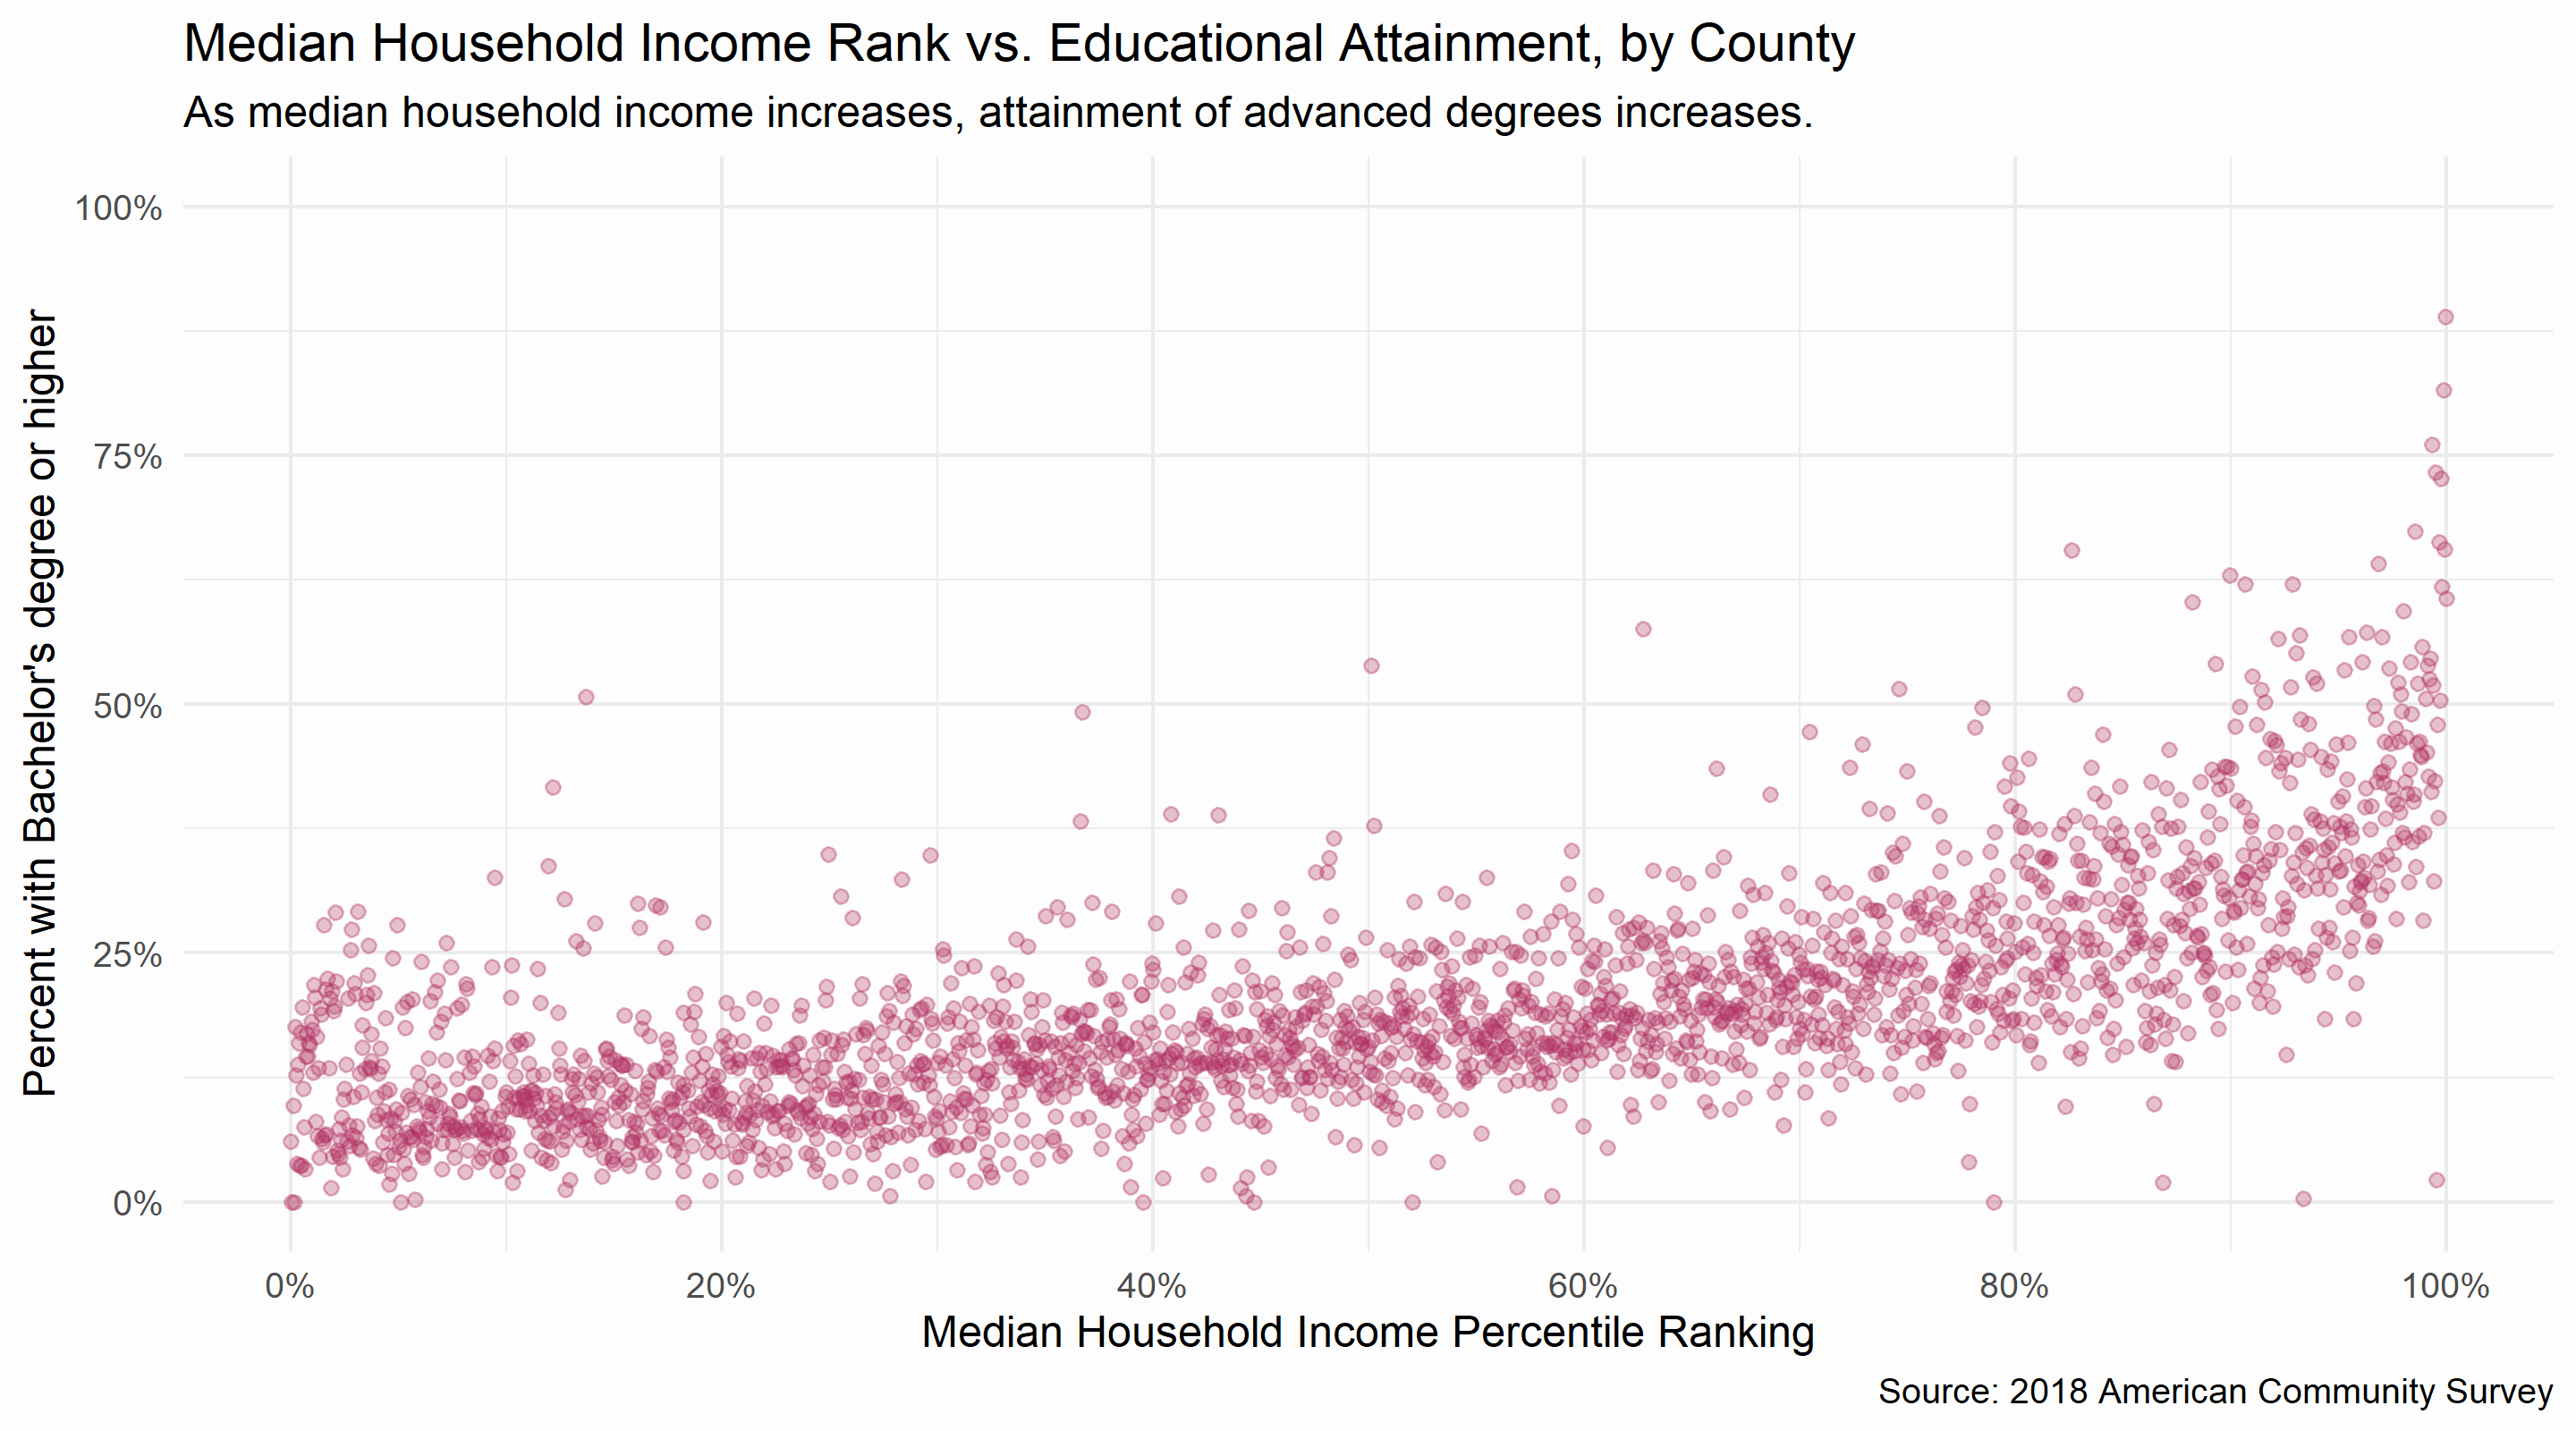 Median Household Income Rank vs. Educational Attainment, by County
As median household income increases, attainment of advanced degrees increases.
Percent with Bachelor's degree or higher
100%
75%
50%
25%
0%
0% 20% 40% 60% 80% 100%
Median Household Income Percentile Ranking
Source: 2018 American Community Survey